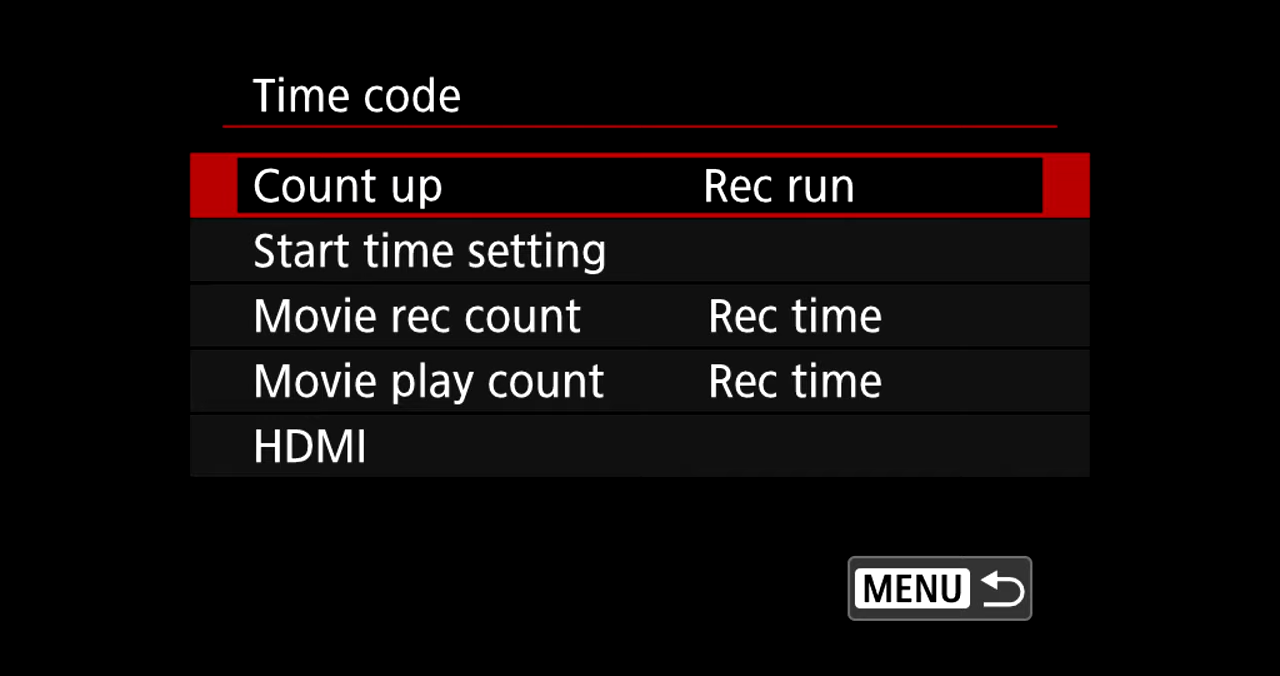 Time code
Count up Rec run
Start time setting
Movie rec count Rec time
Movie play count Rec time
HDMI
MENU